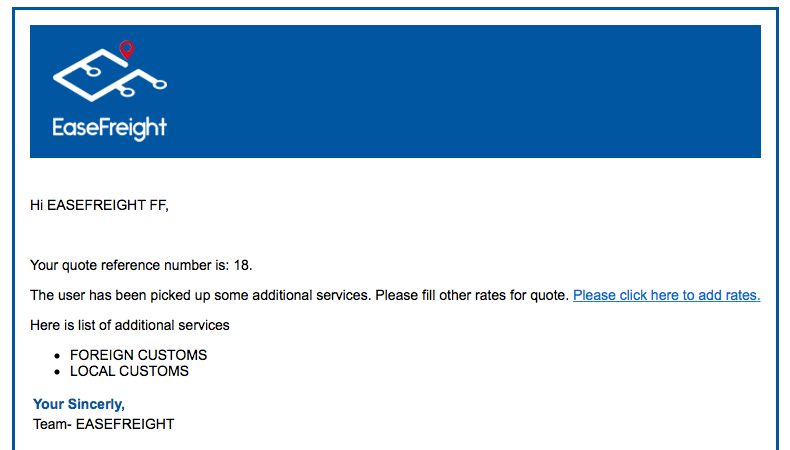 EaseFreight
Hi EASEFREIGHT FF,
Your quote reference number is: 18.
The user has been picked up some additional services. Please fill other rates for quote. Please click here to add rates.
Here is list of additional services
• FOREIGN CUSTOMS
• LOCAL CUSTOMS
Your Sincerly,
Team- EASEFREIGHT